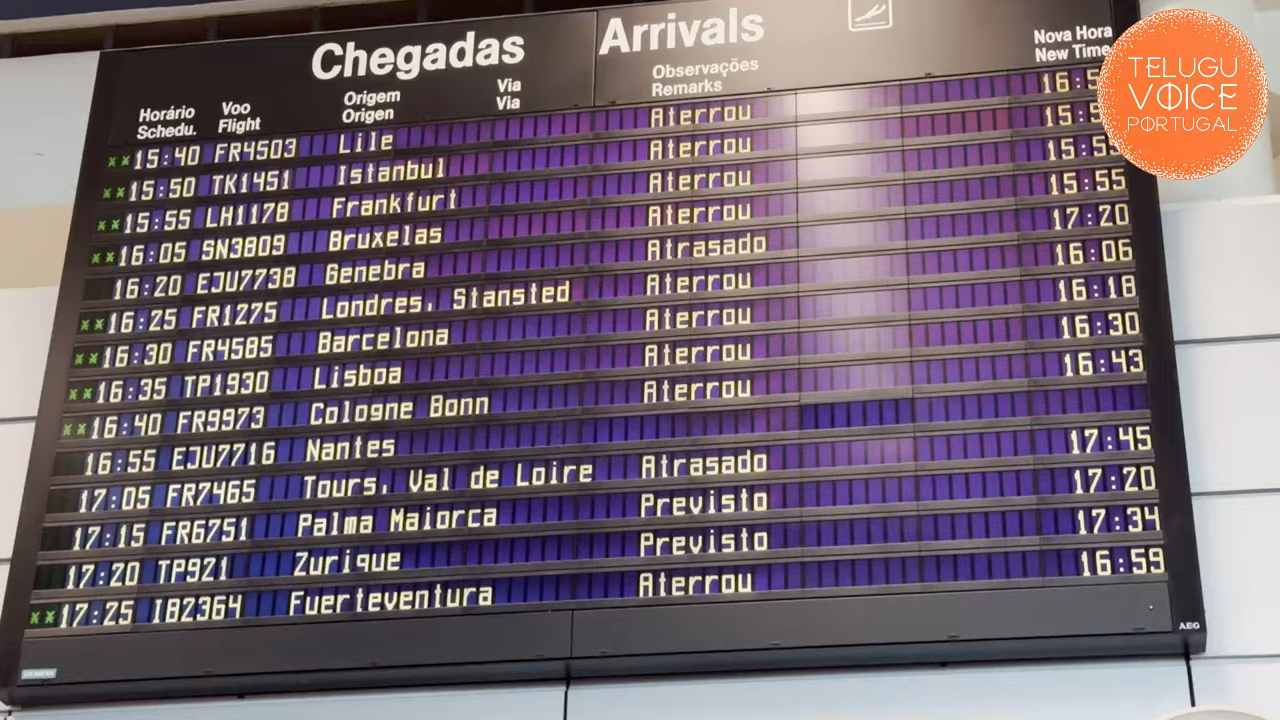 Chegadas Arrivals
Nova Hora
New Time
Horário Voo Origem Via Observações
Schedu. Flight Origen Via Remarks
15:40 FR4503 Lile Aterrou
15:50 TK1451 Istanbul Aterrou
15:55 LH1178 Frankfurt Aterrou 15:55
16:05 SN3809 Bruxelas Aterrou 15:55
16:20 EJU7738 Genebra Atrasado 17:20
16:25 FR1275 Londres, Stansted Aterrou 16:06
16:30 FR4585 Barcelona Aterrou 16:18
16:35 TP1930 Lisboa Aterrou 16:30
16:40 FR9973 Cologne Bonn Aterrou 16:43
16:55 EJU7716 Nantes
17:05 FR7465 Tours, Val de Loire Atrasado 17:45
17:15 FR6751 Palma Maiorca Previsto 17:20
17:20 TP921 Zurique Previsto 17:34
17:25 IB2364 Fuerteventura Aterrou 16:59
SIEMENS
AEG
TELUGU
VOICE
PORTUGAL